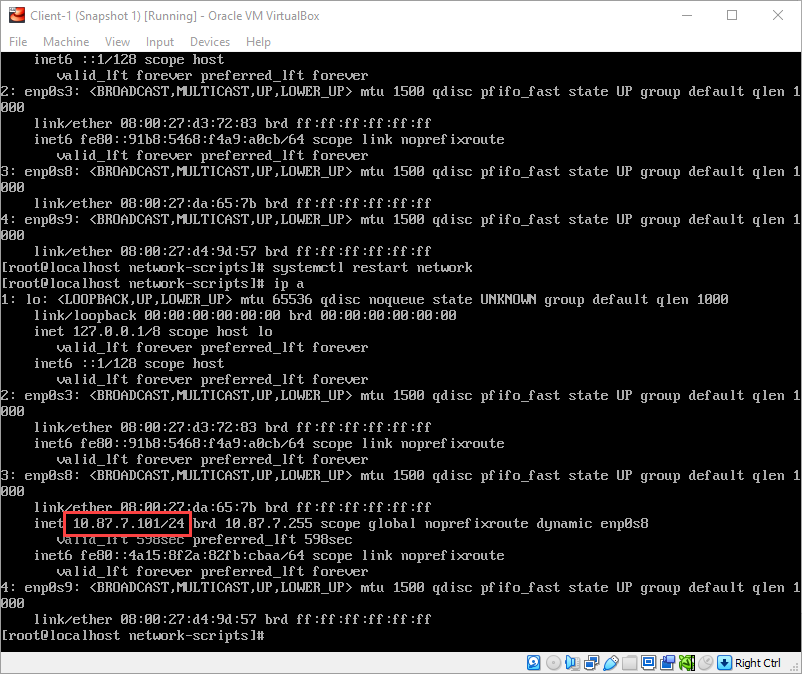 Client-1 (Snapshot 1) [Running] - Oracle VM VirtualBox
File Machine View Input Devices Help
inet6 ::1/128 scope host
valid_lft forever preferred_lft forever
2: enp0s3: <BROADCAST,MULTICAST,UP,LOWER_UP> mtu 1500 qdisc pfifo_fast state UP group default qlen 1
000
link/ether 08:00:27:d3:72:83 brd ff:ff:ff:ff:ff:ff
inet6 fe80::91b8:5468:f4a9:a0cb/64 scope link noprefixroute
valid_lft forever preferred_lft forever
3: enp0s8: <BROADCAST,MULTICAST,UP,LOWER_UP> mtu 1500 qdisc pfifo_fast state UP group default qlen 1
000
link/ether 08:00:27:da:65:7b brd ff:ff:ff:ff:ff:ff
4: enp0s9: <BROADCAST,MULTICAST,UP,LOWER_UP> mtu 1500 qdisc pfifo_fast state UP group default qlen 1
000
link/ether 08:00:27:d4:9d:57 brd ff:ff:ff:ff:ff:ff
[root@localhost network-scripts]# systemctl restart network
[root@localhost network-scripts]# ip a
1: lo: <LOOPBACK,UP,LOWER_UP> mtu 65536 qdisc noqueue state UNKNOWN group default qlen 1000
link/loopback 00:00:00:00:00:00 brd 00:00:00:00:00:00
inet 127.0.0.1/8 scope host lo
valid_lft forever preferred_lft forever
inet6 ::1/128 scope host
valid_lft forever preferred_lft forever
2: enp0s3: <BROADCAST,MULTICAST,UP,LOWER_UP> mtu 1500 qdisc pfifo_fast state UP group default qlen 1
000
link/ether 08:00:27:d3:72:83 brd ff:ff:ff:ff:ff:ff
inet6 fe80::91b8:5468:f4a9:a0cb/64 scope link noprefixroute
valid_lft forever preferred_lft forever
3: enp0s8: <BROADCAST,MULTICAST,UP,LOWER_UP> mtu 1500 qdisc pfifo_fast state UP group default qlen 1
000
link/ether 08:00:27:da:65:7b brd ff:ff:ff:ff:ff:ff
inet 10.87.7.101/24 brd 10.87.7.255 scope global noprefixroute dynamic enp0s8
valid_lft 598sec preferred_lft 598sec
inet6 fe80::4a15:8f2a:82fb:cbaa/64 scope link noprefixroute
valid_lft forever preferred_lft forever
4: enp0s9: <BROADCAST,MULTICAST,UP,LOWER_UP> mtu 1500 qdisc pfifo_fast state UP group default qlen 1
000
link/ether 08:00:27:d4:9d:57 brd ff:ff:ff:ff:ff:ff
[root@localhost network-scripts]#
Right Ctrl